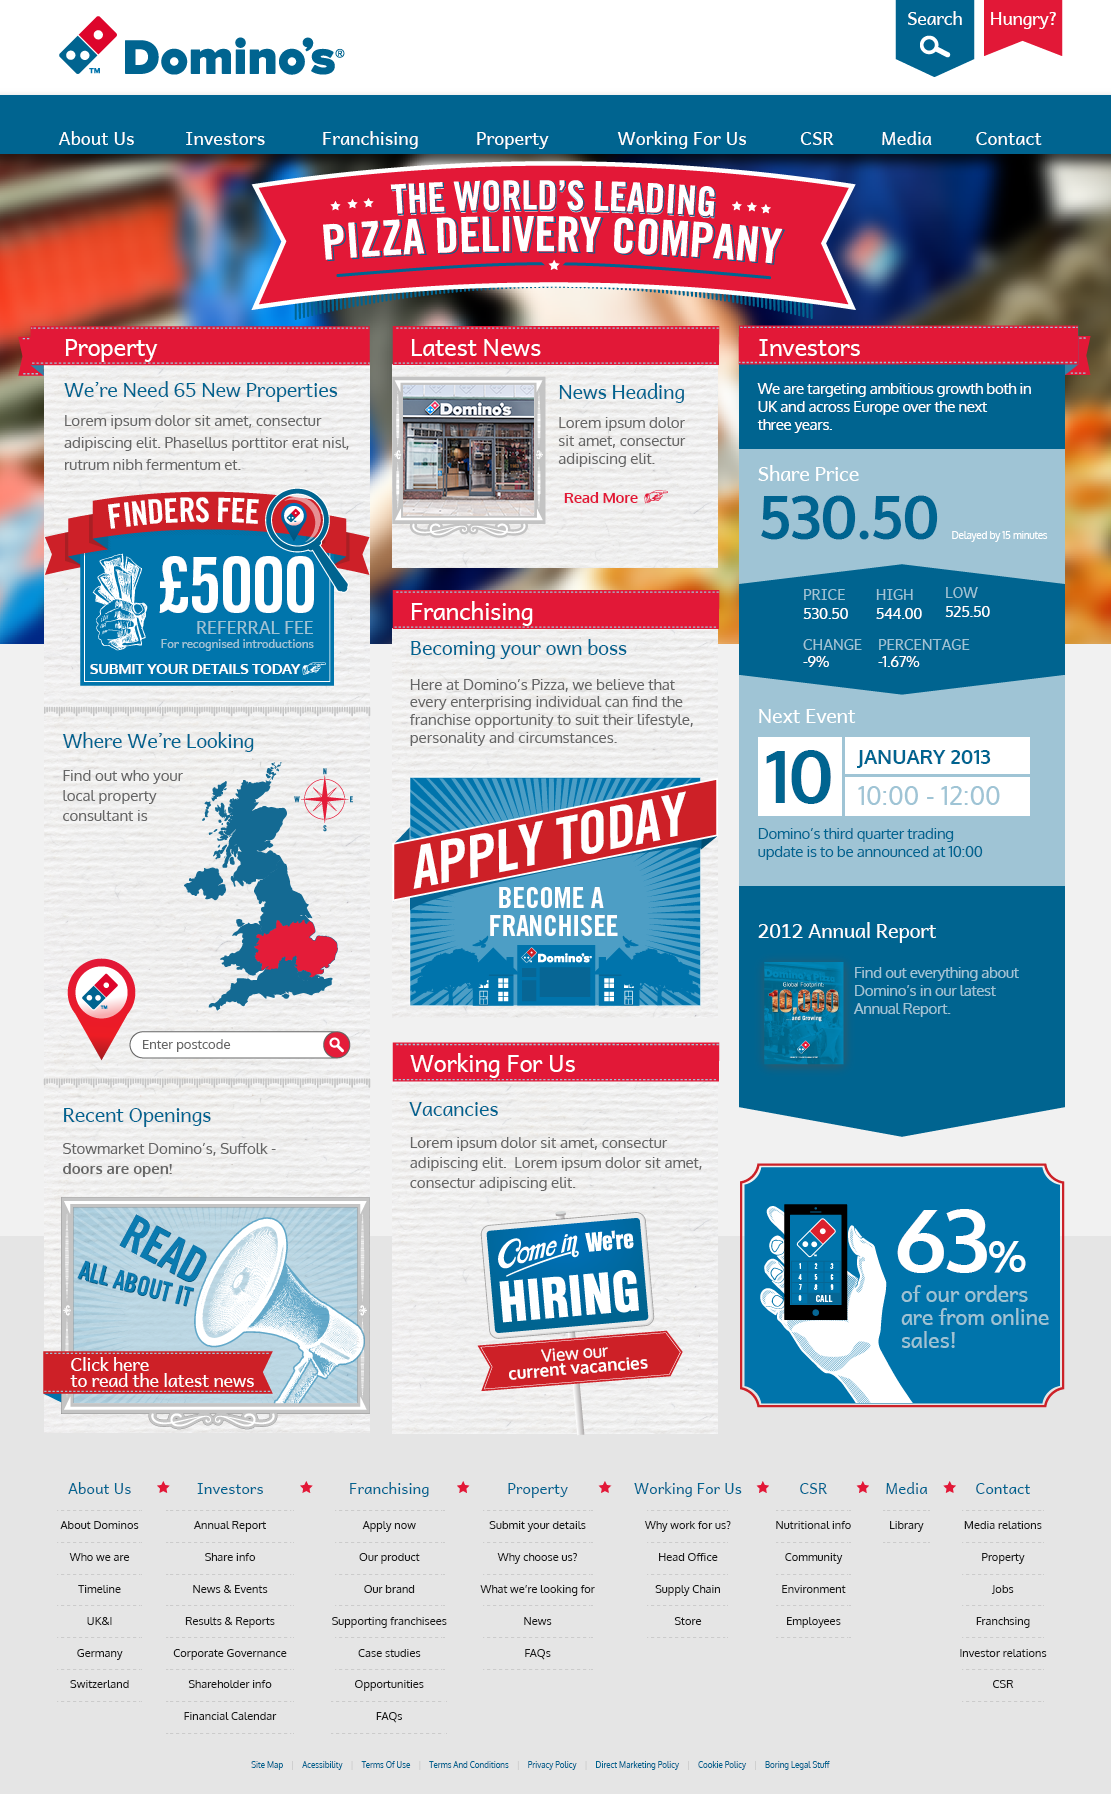 Domino's®
TM
Search
Hungry?
About Us
Investors
Franchising
Property
Working For Us
CSR
Media
Contact
THE WORLD'S LEADING
PIZZA DELIVERY COMPANY
Property
We're Need 65 New Properties
Lorem ipsum dolor sit amet, consectur
adipiscing elit. Phasellus porttitor erat nisl,
rutrum nibh fermentum et.
FINDERS FEE
£5000
REFERRAL FEE
For recognised introductions
SUBMIT YOUR DETAILS TODAY
Where We're Looking
Find out who your
local property
consultant is
N
W
E
S
Enter postcode
Recent Openings
Stowmarket Domino's, Suffolk -
doors are open!
READ
ALL ABOUT IT
Click here
to read the latest news
Latest News
Domino's
News Heading
Lorem ipsum dolor
sit amet, consectur
adipiscing elit.
Read More
Franchising
Becoming your own boss
Here at Domino's Pizza, we believe that
every enterprising individual can find the
franchise opportunity to suit their lifestyle,
personality and circumstances.
APPLY TODAY
BECOME A
FRANCHISEE
Domino's
Working For Us
Vacancies
Lorem ipsum dolor sit amet, consectur
adipiscing elit. Lorem ipsum dolor sit amet,
consectur adipiscing elit.
Come in We're
HIRING
View our
current vacancies
Investors
We are targeting ambitious growth both in
UK and across Europe over the next
three years.
Share Price
530.50
Delayed by 15 minutes
PRICE
530.50
HIGH
544.00
LOW
525.50
CHANGE
-9%
PERCENTAGE
-1.67%
Next Event
10
JANUARY 2013
10:00 - 12:00
Domino's third quarter trading
update is to be announced at 10:00
2012 Annual Report
Global Footprint:
10,000
...and Growing
Find out everything about
Domino's in our latest
Annual Report.
1 2 3
4 5 6
7 8 9
CALL
63%
of our orders
are from online
sales!
About Us
About Dominos
Who we are
Timeline
UK&I
Germany
Switzerland
Investors
Annual Report
Share info
News & Events
Results & Reports
Corporate Governance
Shareholder info
Financial Calendar
Franchising
Apply now
Our product
Our brand
Supporting franchisees
Case studies
Opportunities
FAQs
Property
Submit your details
Why choose us?
What we're looking for
News
FAQs
Working For Us
Why work for us?
Head Office
Supply Chain
Store
CSR
Nutritional info
Community
Environment
Employees
Media
Library
Contact
Media relations
Property
Jobs
Franchsing
Investor relations
CSR
Site Map
Acessibility
Terms Of Use
Terms And Conditions
Privacy Policy
Direct Marketing Policy
Cookie Policy
Boring Legal Stuff